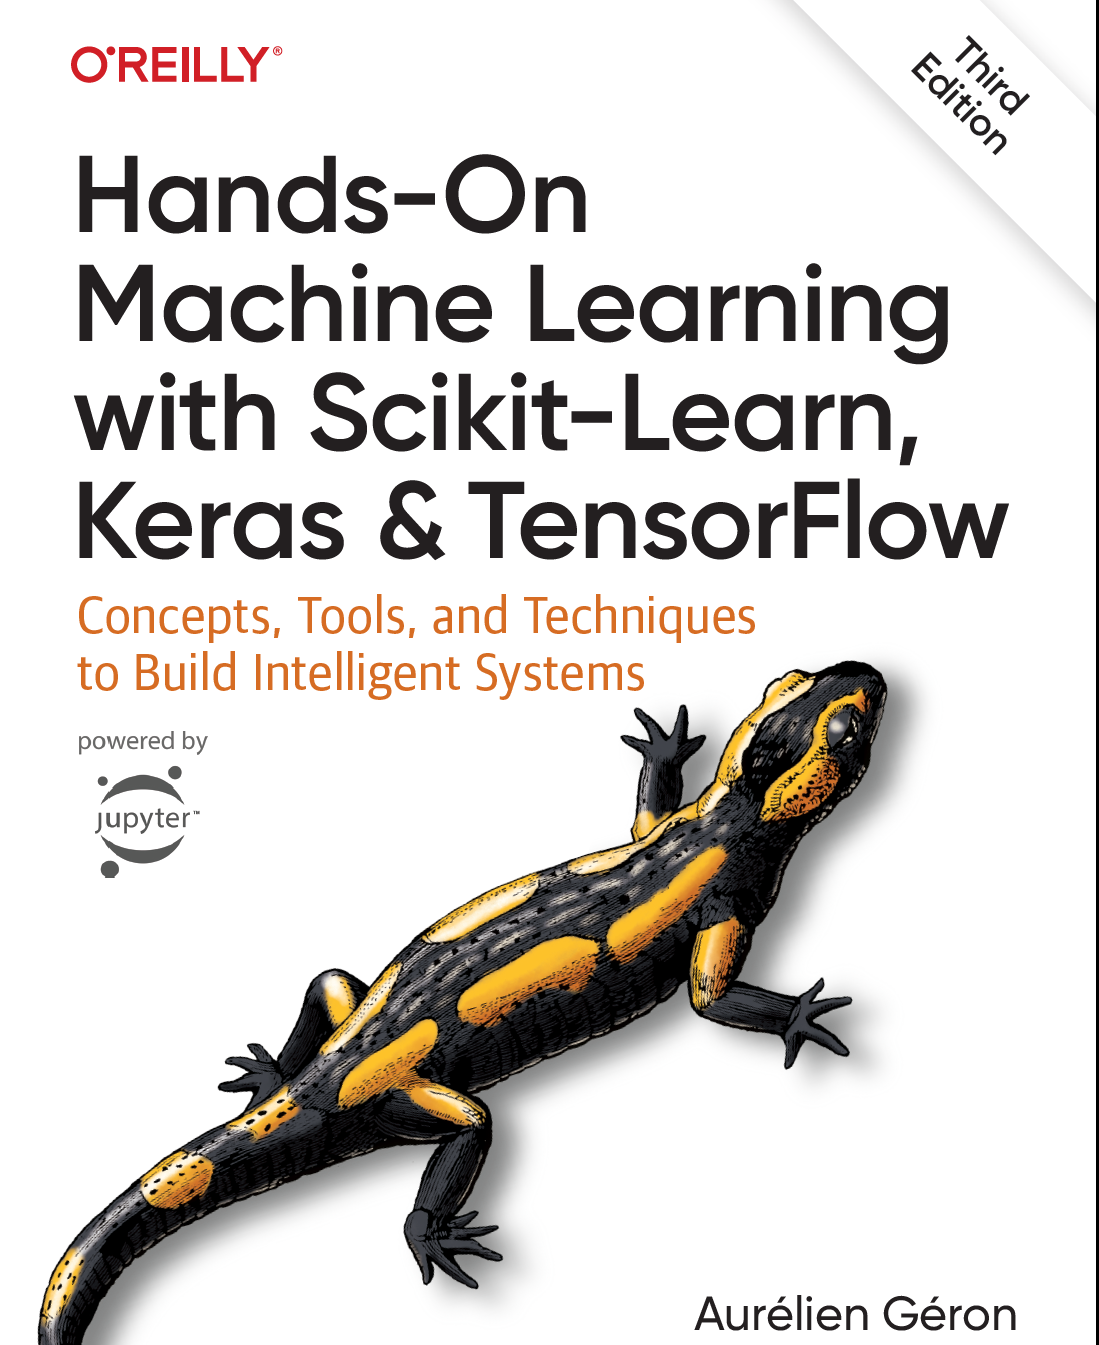 O'REILLY®
Third
Edition
Hands-On
Machine Learning
with Scikit-Learn,
Keras & TensorFlow
Concepts, Tools, and Techniques
to Build Intelligent Systems
powered by
jupyter™
Aurélien Géron